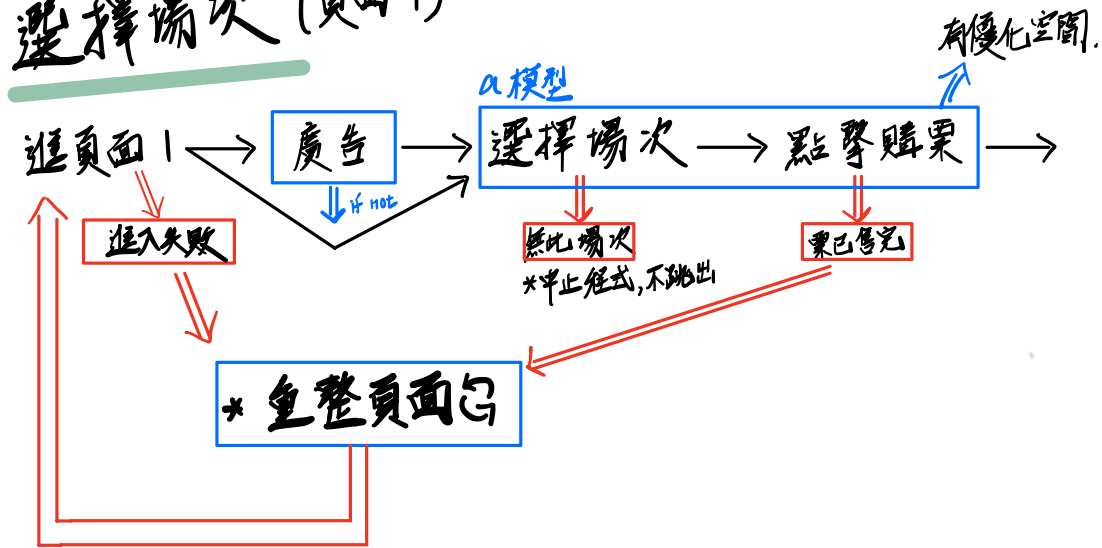 選擇場次 (頁面1)
有優化空間.
a模型
進頁面1
廣告
選擇場次
點擊購票
if not
進入失敗
無此場次
票已售完
*中止程式,不跳出
*重整頁面